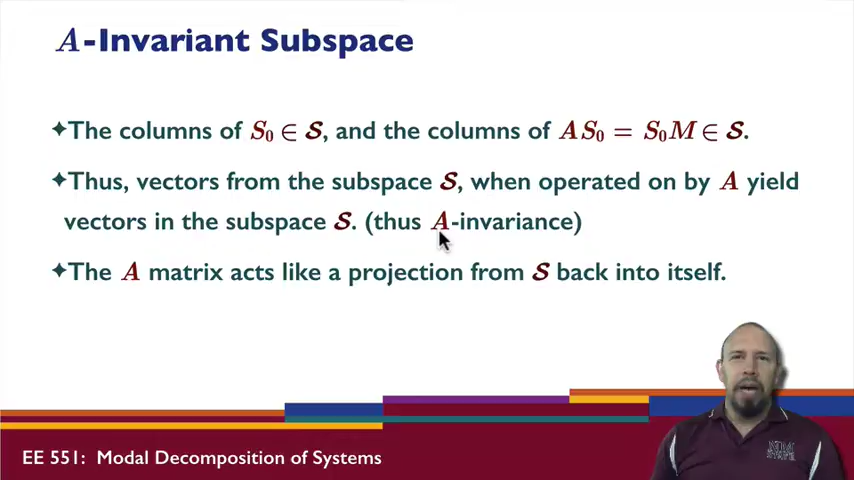 A-Invariant Subspace
✦The columns of S₀ ∈ 𝓢, and the columns of AS₀ = S₀M ∈ 𝓢.
✦Thus, vectors from the subspace 𝓢, when operated on by A yield
vectors in the subspace 𝓢. (thus A-invariance)
✦The A matrix acts like a projection from 𝓢 back into itself.
EE 551: Modal Decomposition of Systems